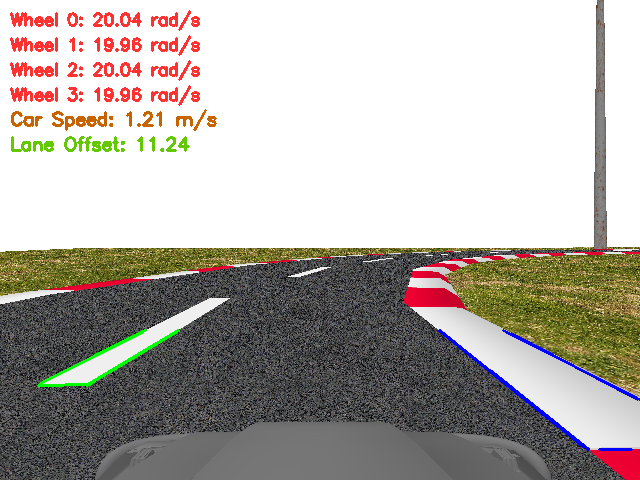 Wheel 0: 20.04 rad/s
Wheel 1: 19.96 rad/s
Wheel 2: 20.04 rad/s
Wheel 3: 19.96 rad/s
Car Speed: 1.21 m/s
Lane Offset: 11.24